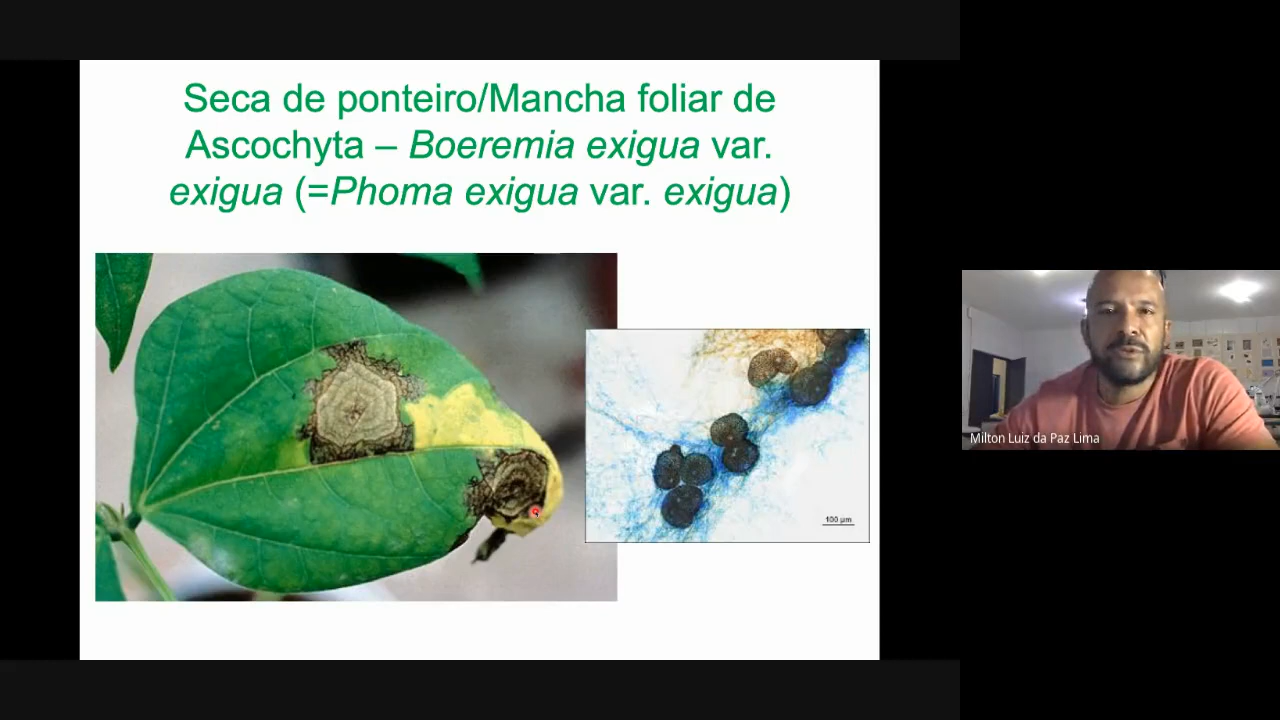 Seca de ponteiro/Mancha foliar de
Ascochyta – Boeremia exigua var.
exigua (=Phoma exigua var. exigua)
100 µm
Milton Luiz da Paz Lima